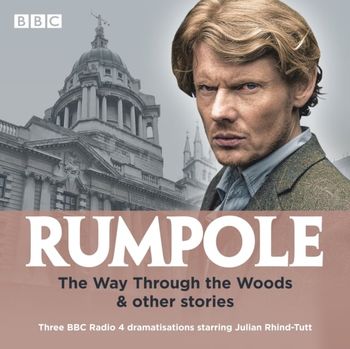 BBC
RUMPOLE
The Way Through the Woods
& other stories
Three BBC Radio 4 dramatisations starring Julian Rhind-Tutt